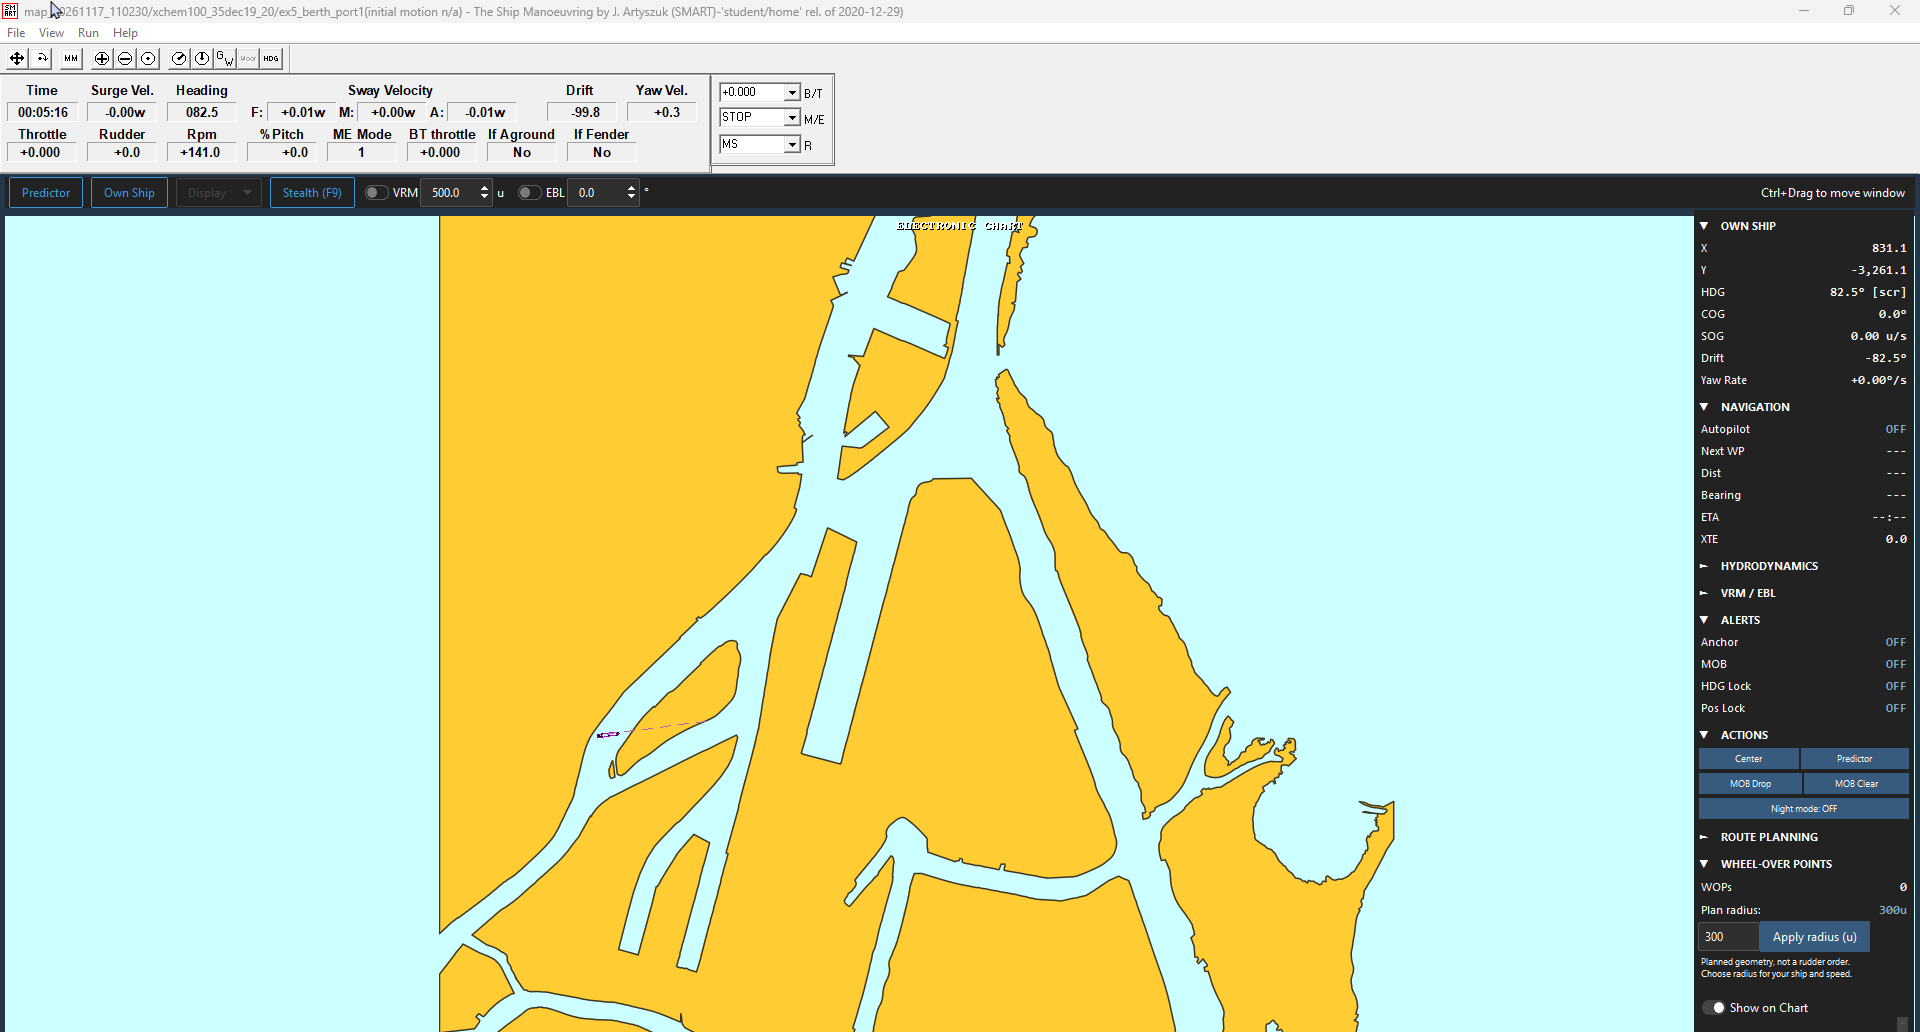 map_20261117_110230/xchem100_35dec19_20/ex5_berth_port1(initial motion n/a) - The Ship Manoeuvring by J. Artyszuk (SMART)-'student/home' rel. of 2020-12-29)
File View Run Help
MM GW Moor HDG
Time Surge Vel. Heading Sway Velocity Drift Yaw Vel.
00:05:16 -0.00w 082.5 F: +0.01w M: +0.00w A: -0.01w -99.8 +0.3
Throttle Rudder Rpm %Pitch ME Mode BT throttle If Aground If Fender
+0.000 +0.0 +141.0 +0.0 1 +0.000 No No
+0.000 B/T
STOP M/E
MS R
Predictor Own Ship Display Stealth (F9) VRM 500.0 u EBL 0.0 ° Ctrl+Drag to move window
ELECTRONIC CHART
OWN SHIP
X 831.1
Y -3,261.1
HDG 82.5° [scr]
COG 0.0°
SOG 0.00 u/s
Drift -82.5°
Yaw Rate +0.00°/s
NAVIGATION
Autopilot OFF
Next WP ---
Dist ---
Bearing ---
ETA --:--
XTE 0.0
HYDRODYNAMICS
VRM / EBL
ALERTS
Anchor OFF
MOB OFF
HDG Lock OFF
Pos Lock OFF
ACTIONS
Center Predictor
MOB Drop MOB Clear
Night mode: OFF
ROUTE PLANNING
WHEEL-OVER POINTS
WOPs 0
Plan radius: 300u
300 Apply radius (u)
Planned geometry, not a rudder order.
Choose radius for your ship and speed.
Show on Chart